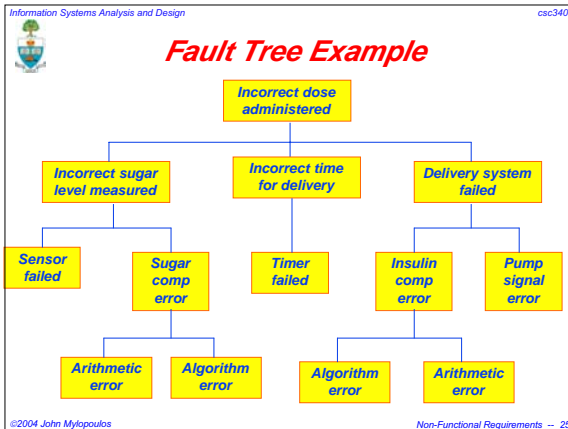 Information Systems Analysis and Design
csc340
Fault Tree Example
Incorrect dose
administered
Incorrect sugar
level measured
Incorrect time
for delivery
Delivery system
failed
Sensor
failed
Sugar
comp
error
Timer
failed
Insulin
comp
error
Pump
signal
error
Arithmetic
error
Algorithm
error
Algorithm
error
Arithmetic
error
©2004 John Mylopoulos
Non-Functional Requirements -- 25